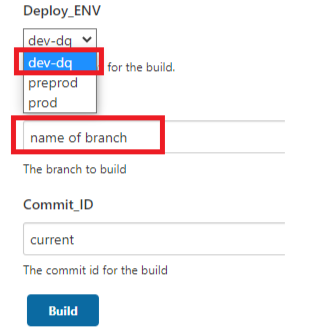 Deploy_ENV
dev-dq
dev-dq
for the build.
preprod
prod
name of branch
The branch to build
Commit_ID
current
The commit id for the build
Build